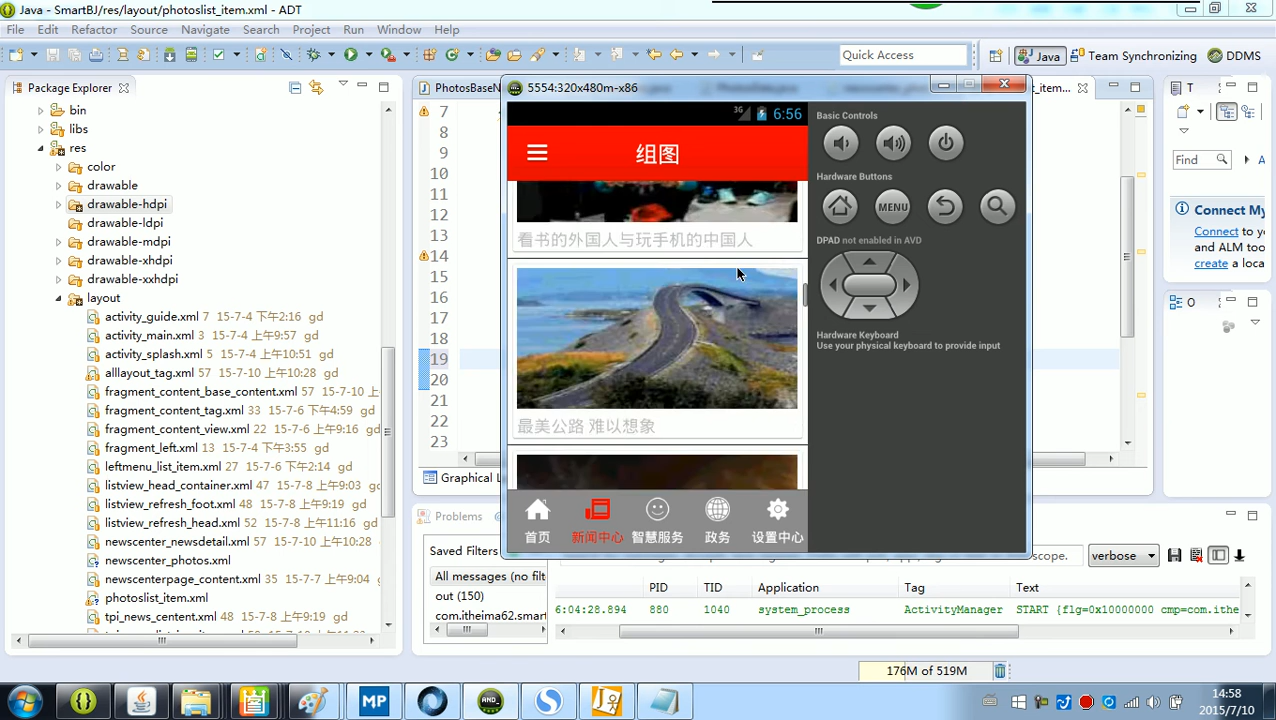 Java - SmartBJ/res/layout/photoslist_item.xml - ADT
File Edit Refactor Source Navigate Search Project Run Window Help
Quick Access
Java
Team Synchronizing
DDMS
Package Explorer
bin
libs
res
color
drawable
drawable-hdpi
drawable-ldpi
drawable-mdpi
drawable-xhdpi
drawable-xxhdpi
layout
activity_guide.xml 7 15-7-4 下午2:16 gd
activity_main.xml 3 15-7-4 上午9:57 gd
activity_splash.xml 5 15-7-4 上午10:51 gd
alllayout_tag.xml 57 15-7-10 上午10:28 gd
fragment_content_base_content.xml 57 15-7-10
fragment_content_tag.xml 33 15-7-6 下午4:59 gd
fragment_content_view.xml 22 15-7-6 上午9:16 gd
fragment_left.xml 13 15-7-4 下午3:55 gd
leftmenu_list_item.xml 27 15-7-6 上午10:14 gd
listview_head_container.xml 47 15-7-8 上午9:03
listview_refresh_foot.xml 47 15-7-8 上午9:03
listview_refresh_head.xml 52 15-7-8 上午11:16
newscenter_newsdetail.xml 57 15-7-10 上午10:28
newscenter_photos.xml
newscenterpage_content.xml 35 15-7-7 上午9:04
photoslist_item.xml
tpi_news_content.xml 48 15-7-8 上午9:19 gd
PhotosBaseN
_item...
7
8
9
10
11
12
13
14
15
16
17
18
19
20
21
22
23
Graphical L
5554:320x480m-x86
3G
6:56
组图
看书的外国人与玩手机的中国人
最美公路 难以想象
首页
新闻中心
智慧服务
政务
设置中心
Basic Controls
Hardware Buttons
MENU
DPAD not enabled in AVD
Hardware Keyboard
Use your physical keyboard to provide input
T
Find
A
Connect My
Connect to y
and ALM too
create a loca
O
Problems
Saved Filters
All messages (no filt
out (150)
com.itheima62.smart
scope.
verbose
PID TID Application Tag Text
6:04:28.894 880 1040 system_process ActivityManager START {flg=0x10000000 cmp=com.ithe
176M of 519M
MP
AND_
14:58
2015/7/10